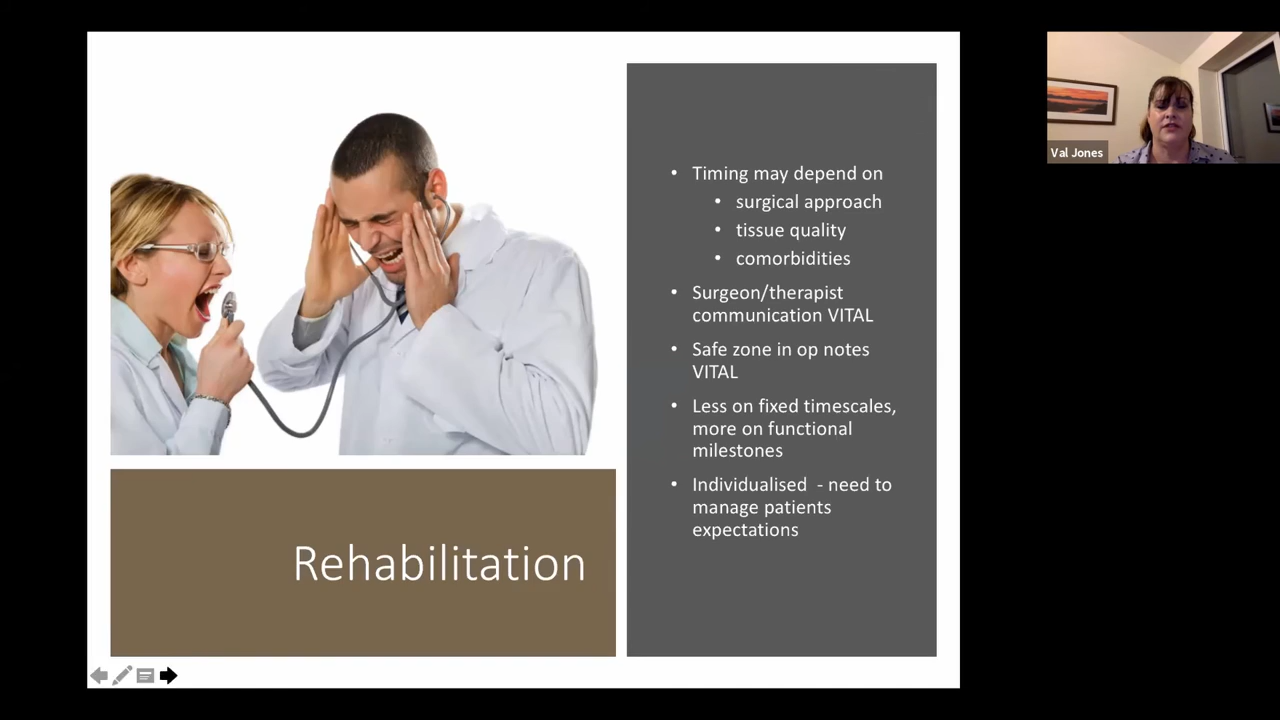 Timing may depend on
surgical approach
tissue quality
comorbidities
Surgeon/therapist
communication VITAL
Safe zone in op notes
VITAL
Less on fixed timescales,
more on functional
milestones
Individualised - need to
manage patients
expectations
Rehabilitation
Val Jones